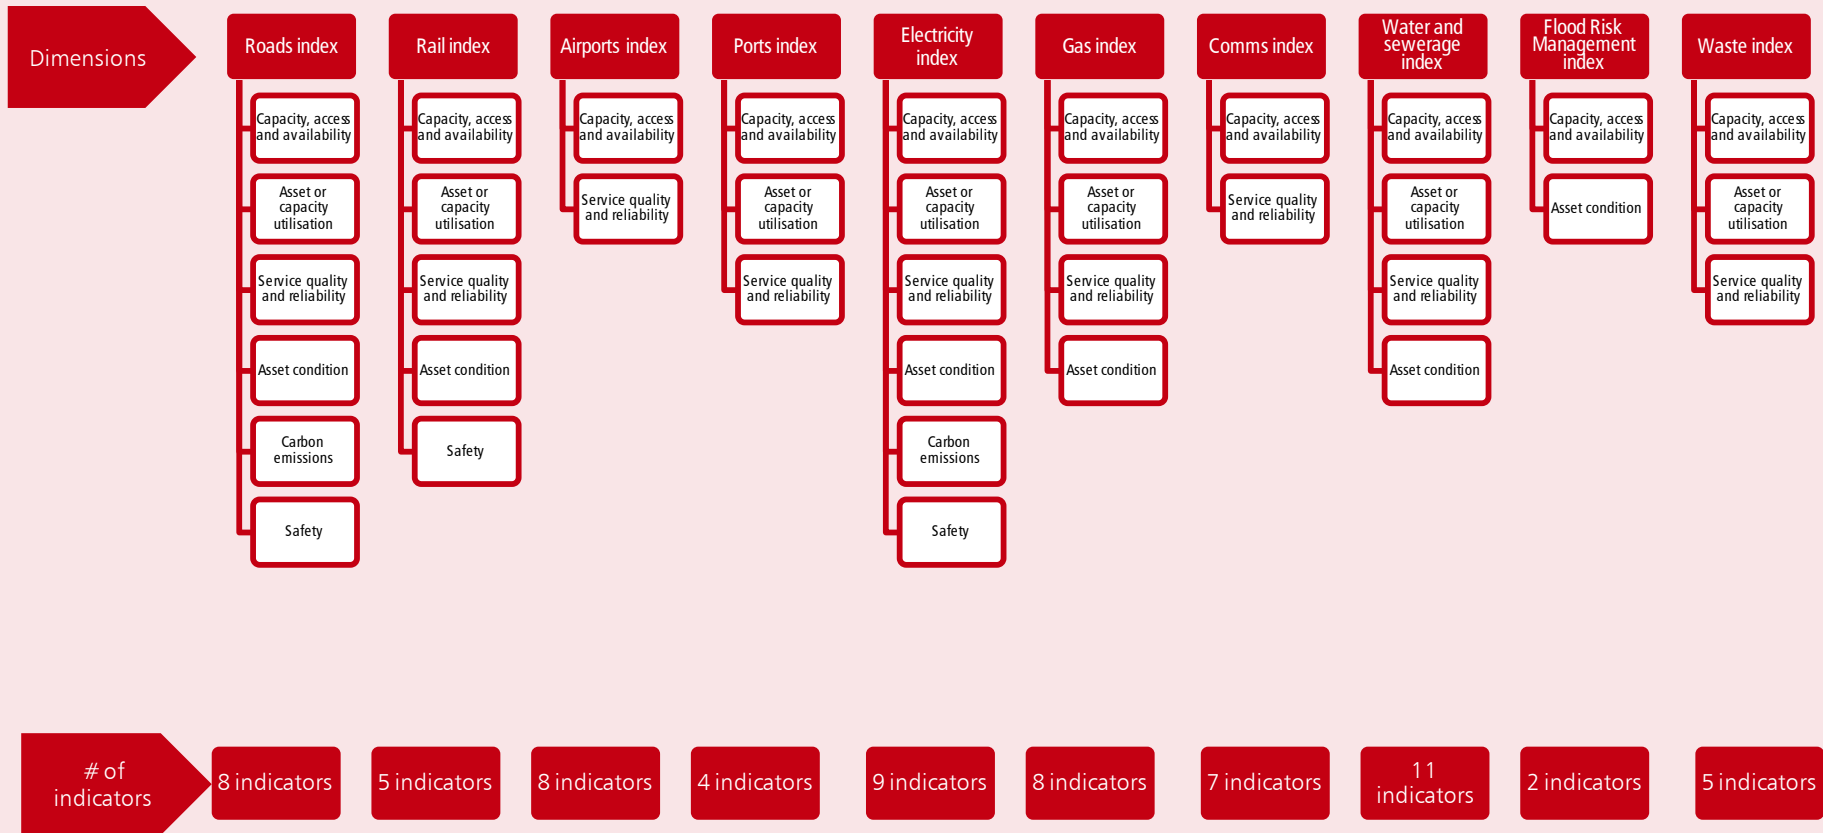 Dimensions
Roads index
Capacity, access
and availability
Asset or
capacity
utilisation
Service quality
and reliability
Asset condition
Carbon
emissions
Safety
Rail index
Capacity, access
and availability
Asset or
capacity
utilisation
Service quality
and reliability
Asset condition
Safety
Airports index
Capacity, access
and availability
Service quality
and reliability
Ports index
Capacity, access
and availability
Asset or
capacity
utilisation
Service quality
and reliability
Electricity
index
Capacity, access
and availability
Asset or
capacity
utilisation
Service quality
and reliability
Asset condition
Carbon
emissions
Safety
Gas index
Capacity, access
and availability
Asset or
capacity
utilisation
Service quality
and reliability
Asset condition
Comms index
Capacity, access
and availability
Service quality
and reliability
Water and
sewerage
index
Capacity, access
and availability
Asset or
capacity
utilisation
Service quality
and reliability
Asset condition
Flood Risk
Management
index
Capacity, access
and availability
Asset condition
Waste index
Capacity, access
and availability
Asset or
capacity
utilisation
Service quality
and reliability
# of
indicators
8 indicators
5 indicators
8 indicators
4 indicators
9 indicators
8 indicators
7 indicators
11
indicators
2 indicators
5 indicators